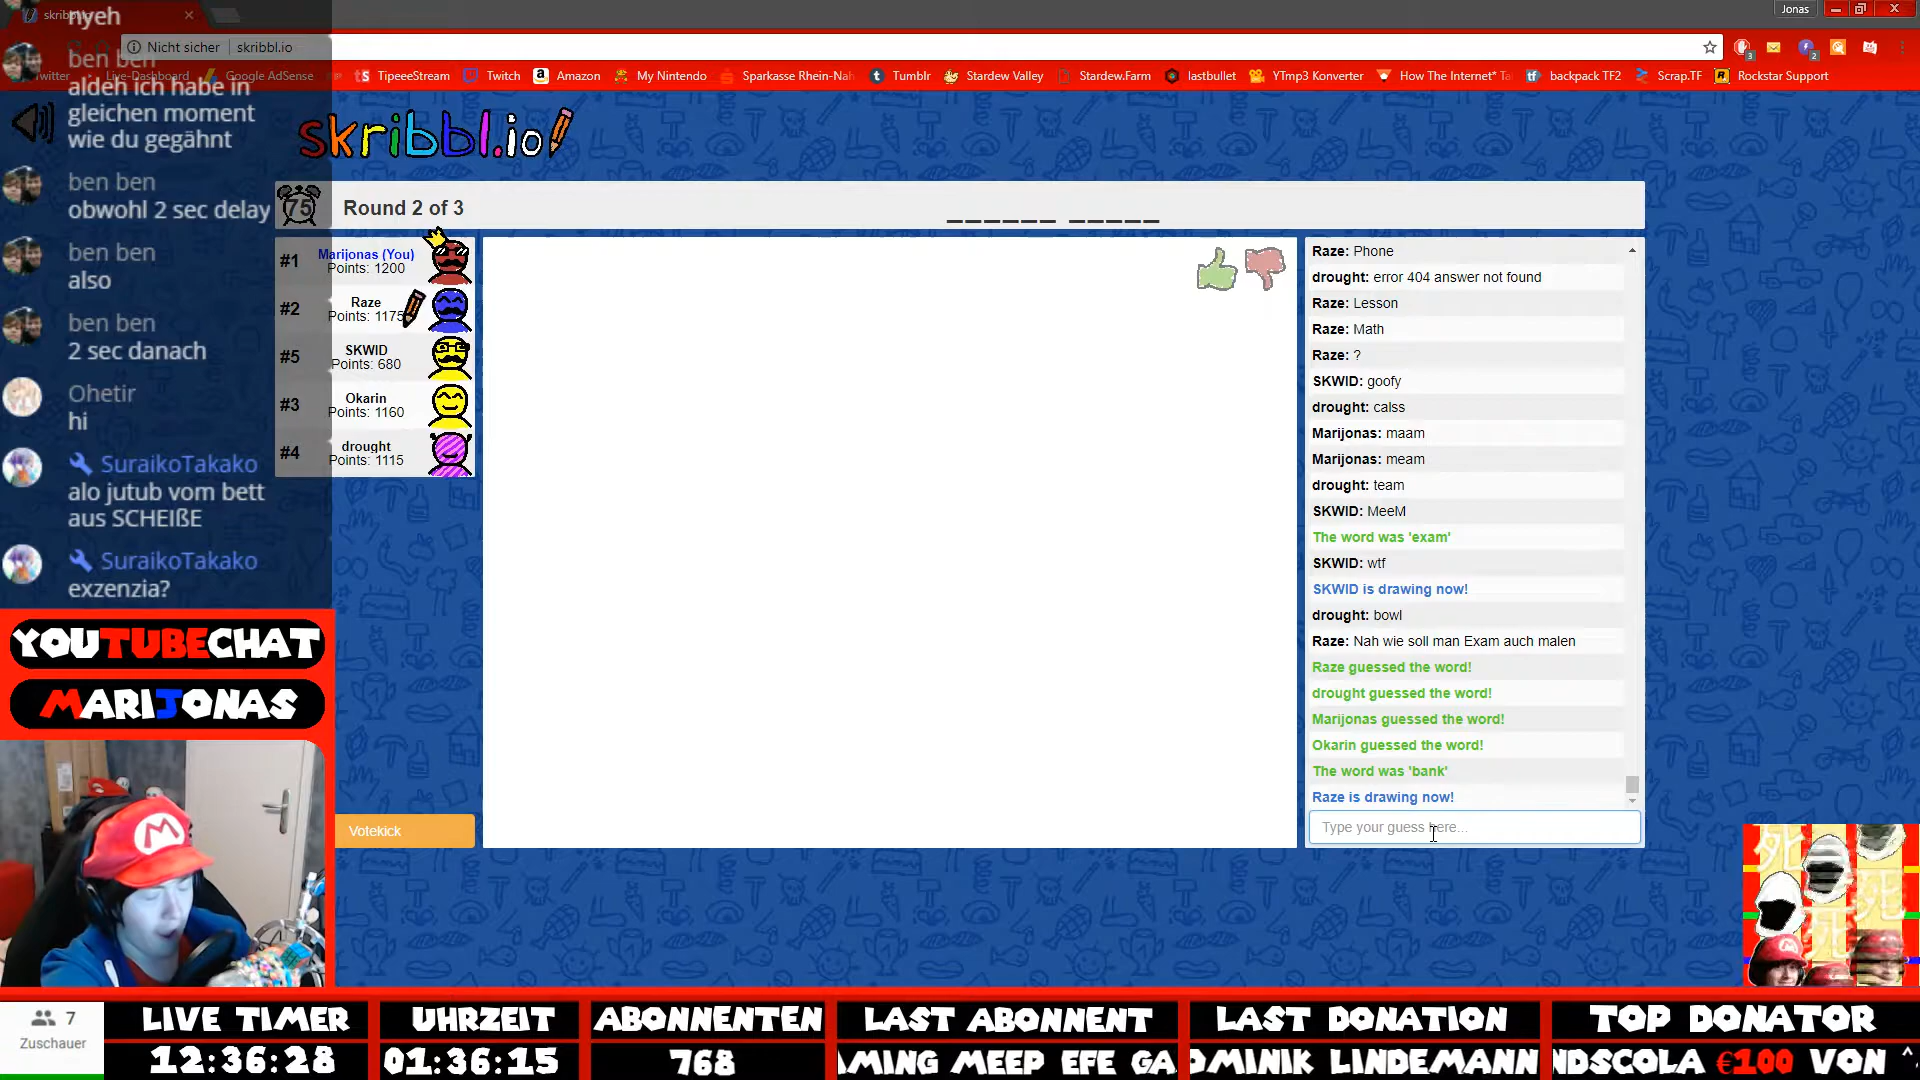 skribbl
Jonas
Nicht sicher
skribbl.io
3
2
Twitter
Live-Dashboard
Google AdSense
TipeeeStream
Twitch
Amazon
My Nintendo
Sparkasse Rhein-Nah
Tumblr
Stardew Valley
Stardew.Farm
lastbullet
YTmp3 Konverter
How The Internet* Ta
backpack TF2
Scrap.TF
Rockstar Support
nyeh
ben ben
aldeh ich habe in
gleichen moment
wie du gegähnt
ben ben
obwohl 2 sec delay
ben ben
also
ben ben
2 sec danach
Ohetir
hi
SuraikoTakako
alo jutub vom bett
aus SCHEIẞE
SuraikoTakako
exzenzia?
skribbl.io
75
Round 2 of 3
______ _____
#1
Marijonas (You)
Points: 1200
#2
Raze
Points: 1175
#5
SKWID
Points: 680
#3
Okarin
Points: 1160
#4
drought
Points: 1115
Votekick
Raze: Phone
drought: error 404 answer not found
Raze: Lesson
Raze: Math
Raze: ?
SKWID: goofy
drought: calss
Marijonas: maam
Marijonas: meam
drought: team
SKWID: MeeM
The word was 'exam'
SKWID: wtf
SKWID is drawing now!
drought: bowl
Raze: Nah wie soll man Exam auch malen
Raze guessed the word!
drought guessed the word!
Marijonas guessed the word!
Okarin guessed the word!
The word was 'bank'
Raze is drawing now!
Type your guess here...
YOUTUBECHAT
MARIJONAS
M
7
Zuschauer
LIVE TIMER
12:36:28
UHRZEIT
01:36:15
ABONNENTEN
768
LAST ABONNENT
AMING MEEP EFE GA
LAST DONATION
OMINIK LINDEMANN
TOP DONATOR
NDSCOLA €100 VON